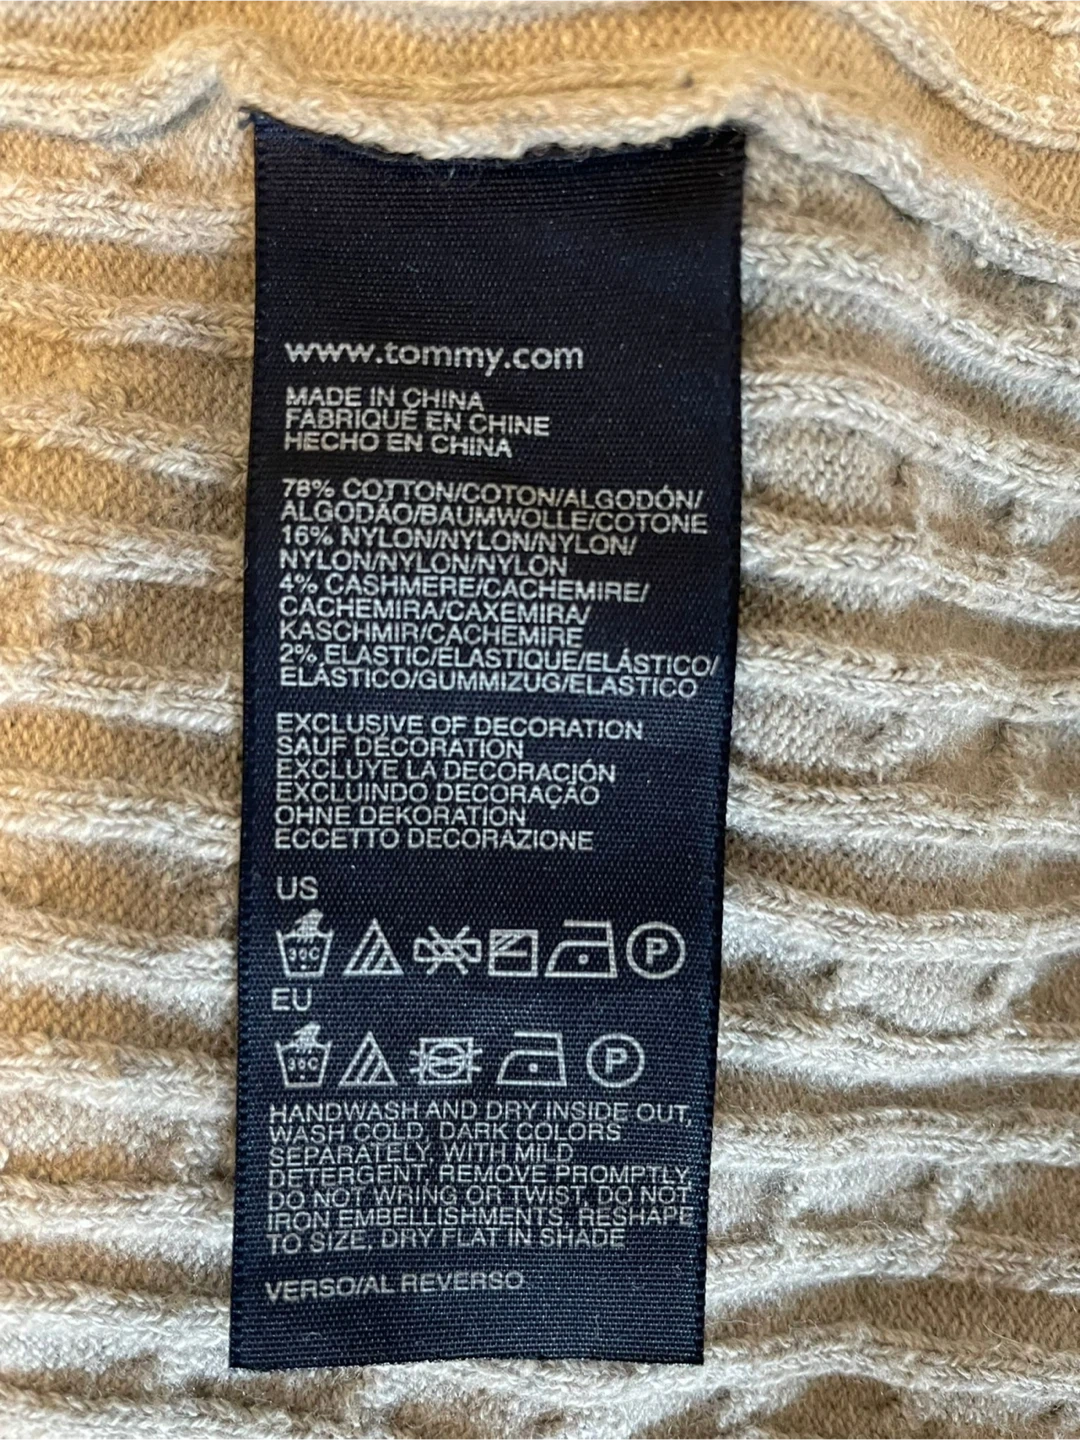 www.tommy.com
MADE IN CHINA
FABRIQUÉ EN CHINE
HECHO EN CHINA
78% COTTON/COTON/ALGODÓN/
ALGODÃO/BAUMWOLLE/COTONE
16% NYLON/NYLON/NYLON/
NYLON/NYLON/NYLON
4% CASHMERE/CACHEMIRE/
CACHEMIRA/CAXEMIRA/
KASCHMIR/CACHEMIRE
2% ELASTIC/ELASTIQUE/ELÁSTICO/
ELÁSTICO/GUMMIZUG/ELASTICO
EXCLUSIVE OF DECORATION
SAUF DÉCORATION
EXCLUYE LA DECORACIÓN
EXCLUINDO DECORAÇÃO
OHNE DEKORATION
ECCETTO DECORAZIONE
US
P
EU
P
HANDWASH AND DRY INSIDE OUT,
WASH COLD, DARK COLORS
SEPARATELY, WITH MILD
DETERGENT, REMOVE PROMPTLY,
DO NOT WRING OR TWIST, DO NOT
IRON EMBELLISHMENTS, RESHAPE
TO SIZE, DRY FLAT IN SHADE
VERSO/AL REVERSO